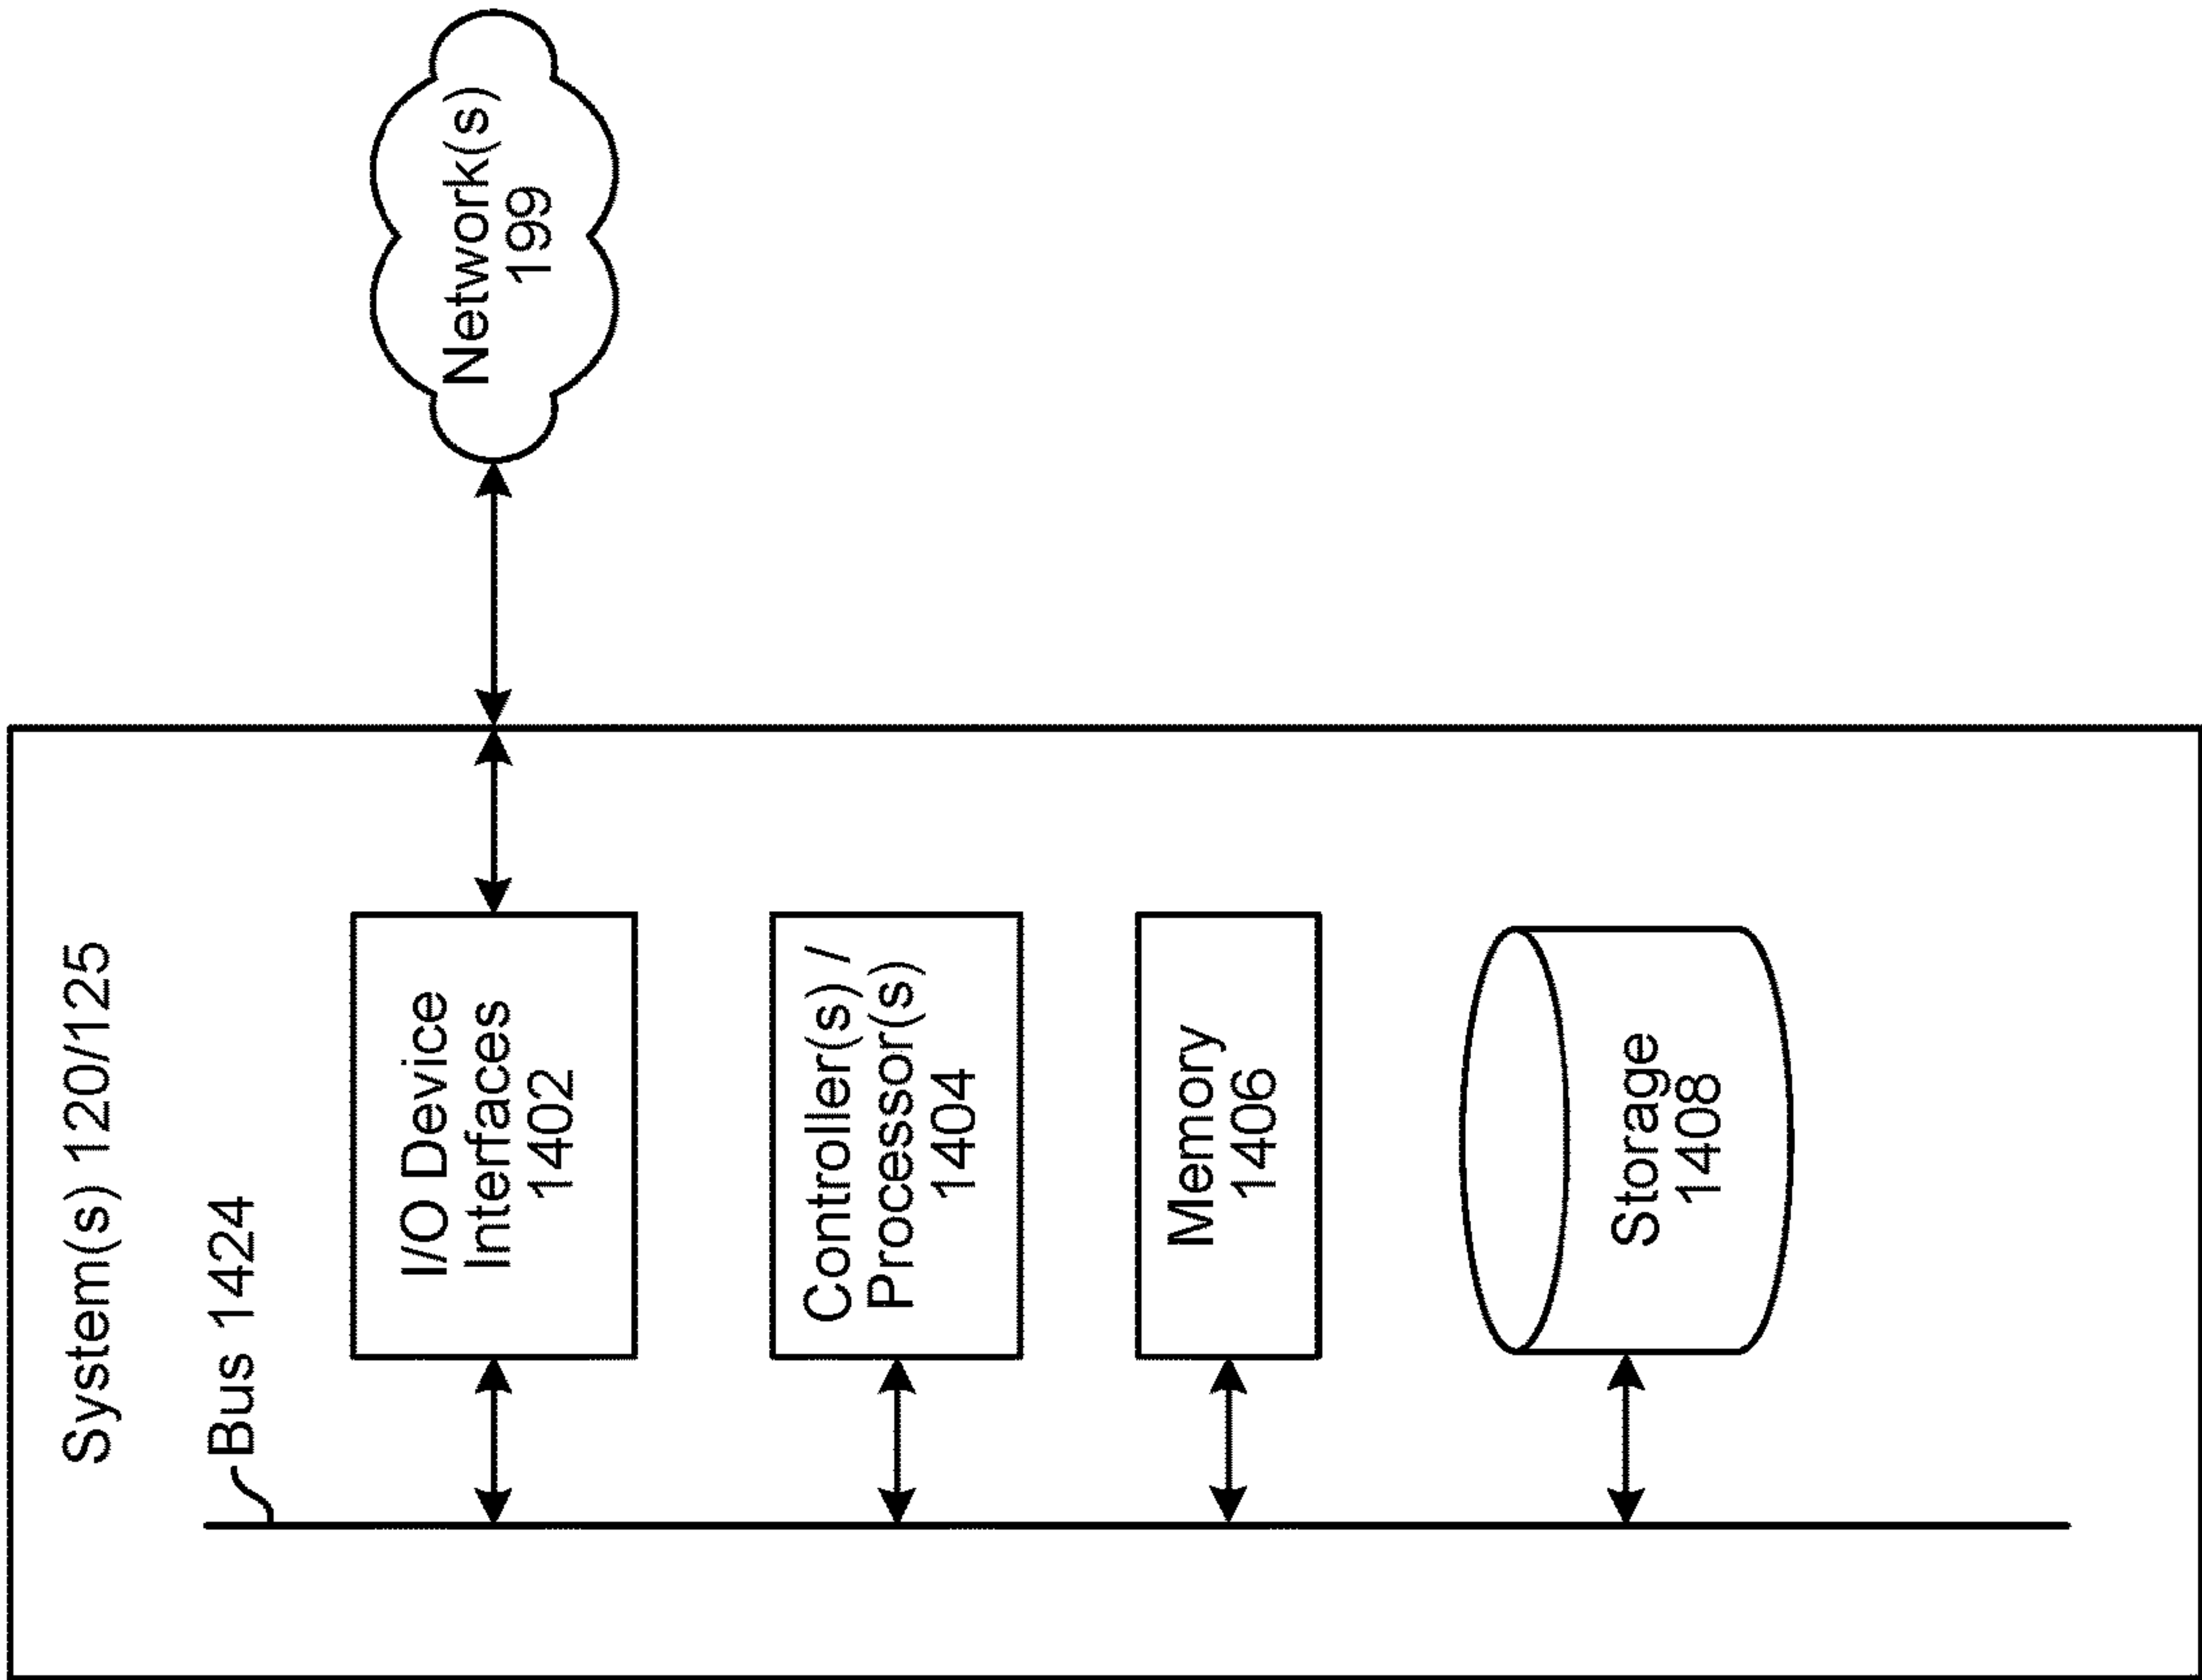 System(s) 120/125
Bus 1424
I/O Device
Interfaces
1402
Network(s)
199
Controller(s) /
Processor(s)
1404
Memory
1406
Storage
1408